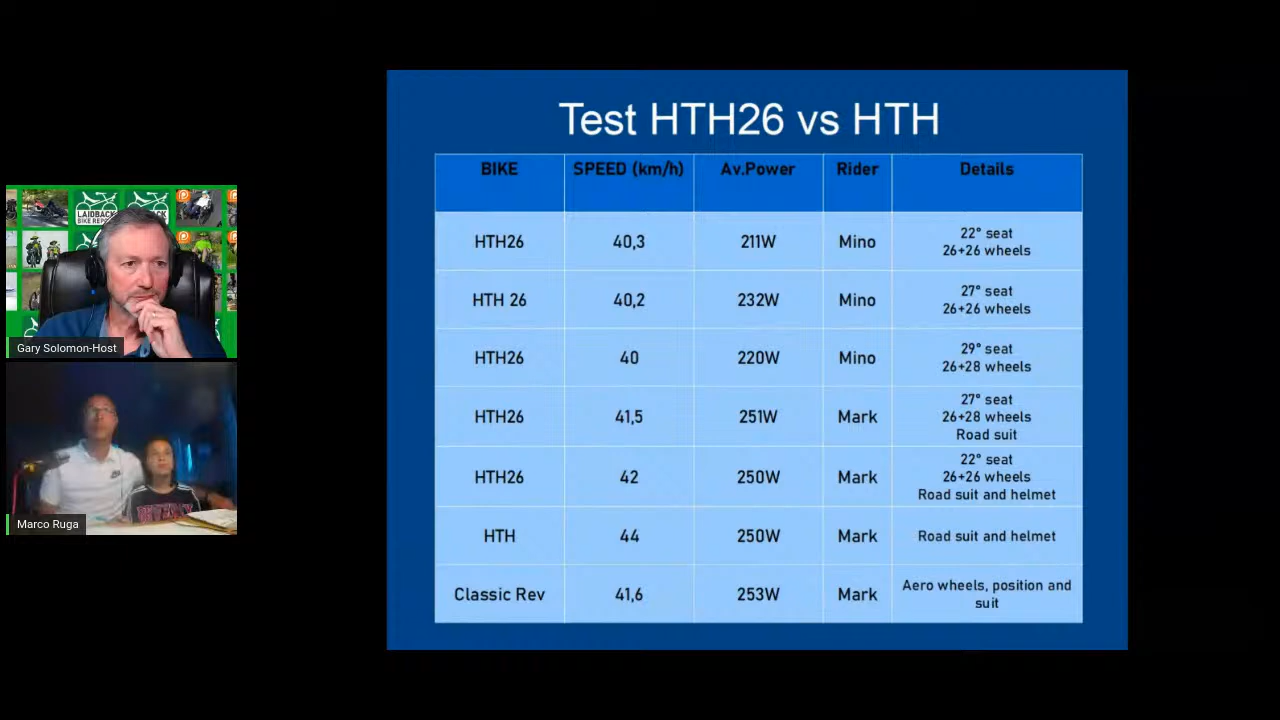 Test HTH26 vs HTH
BIKE SPEED (km/h) Av.Power Rider Details
HTH26 40,3 211W Mino 22° seat
26+26 wheels
HTH 26 40,2 232W Mino 27° seat
26+26 wheels
HTH26 40 220W Mino 29° seat
26+28 wheels
HTH26 41,5 251W Mark 27° seat
26+28 wheels
Road suit
HTH26 42 250W Mark 22° seat
26+26 wheels
Road suit and helmet
HTH 44 250W Mark Road suit and helmet
Classic Rev 41,6 253W Mark Aero wheels, position and
suit
LAIDBACK
BIKE REPORT
Gary Solomon-Host
Marco Ruga